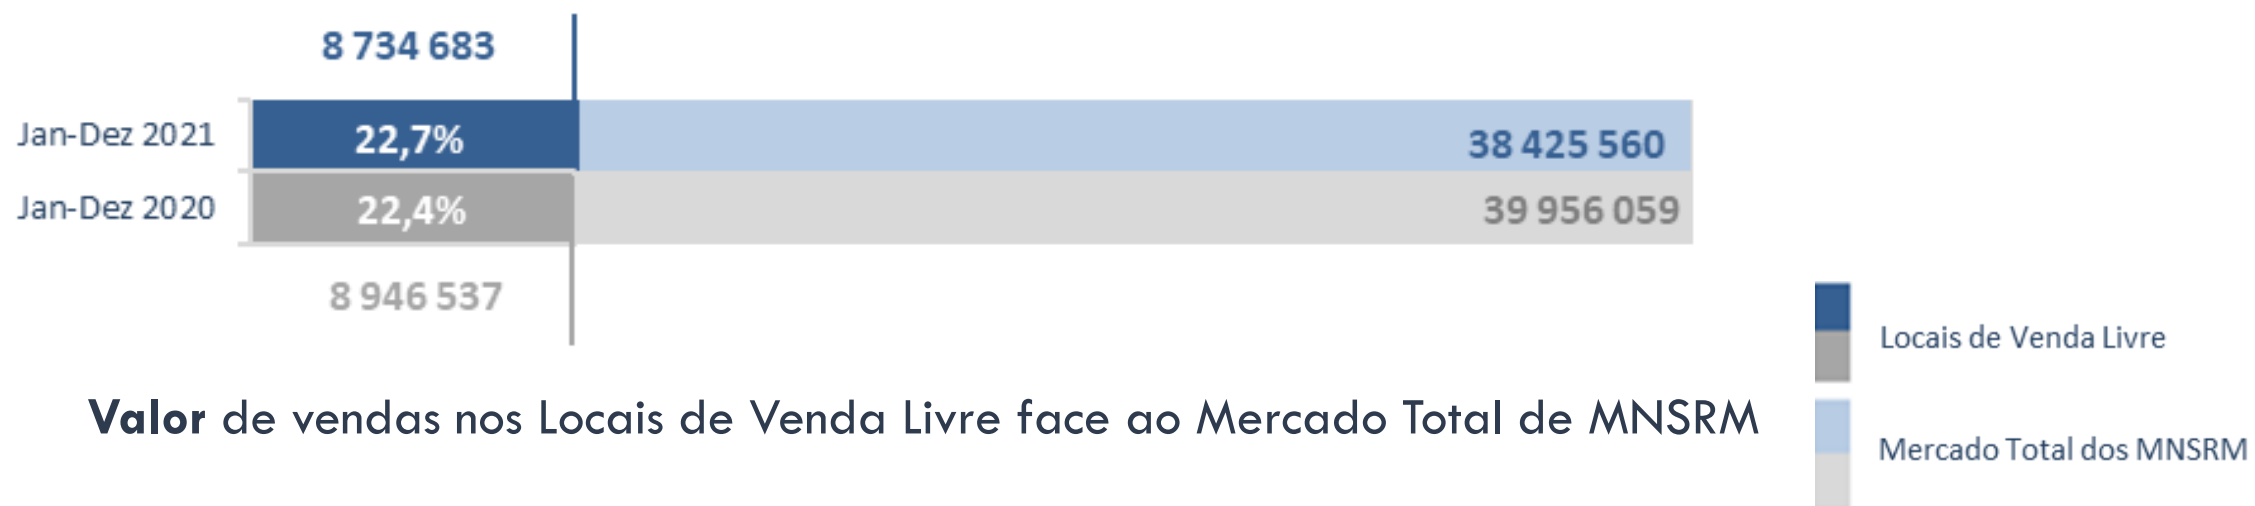 8 734 683
Jan-Dez 2021
22,7%
38 425 560
Jan-Dez 2020
22,4%
39 956 059
8 946 537
Locais de Venda Livre
Valor de vendas nos Locais de Venda Livre face ao Mercado Total de MNSRM
Mercado Total dos MNSRM